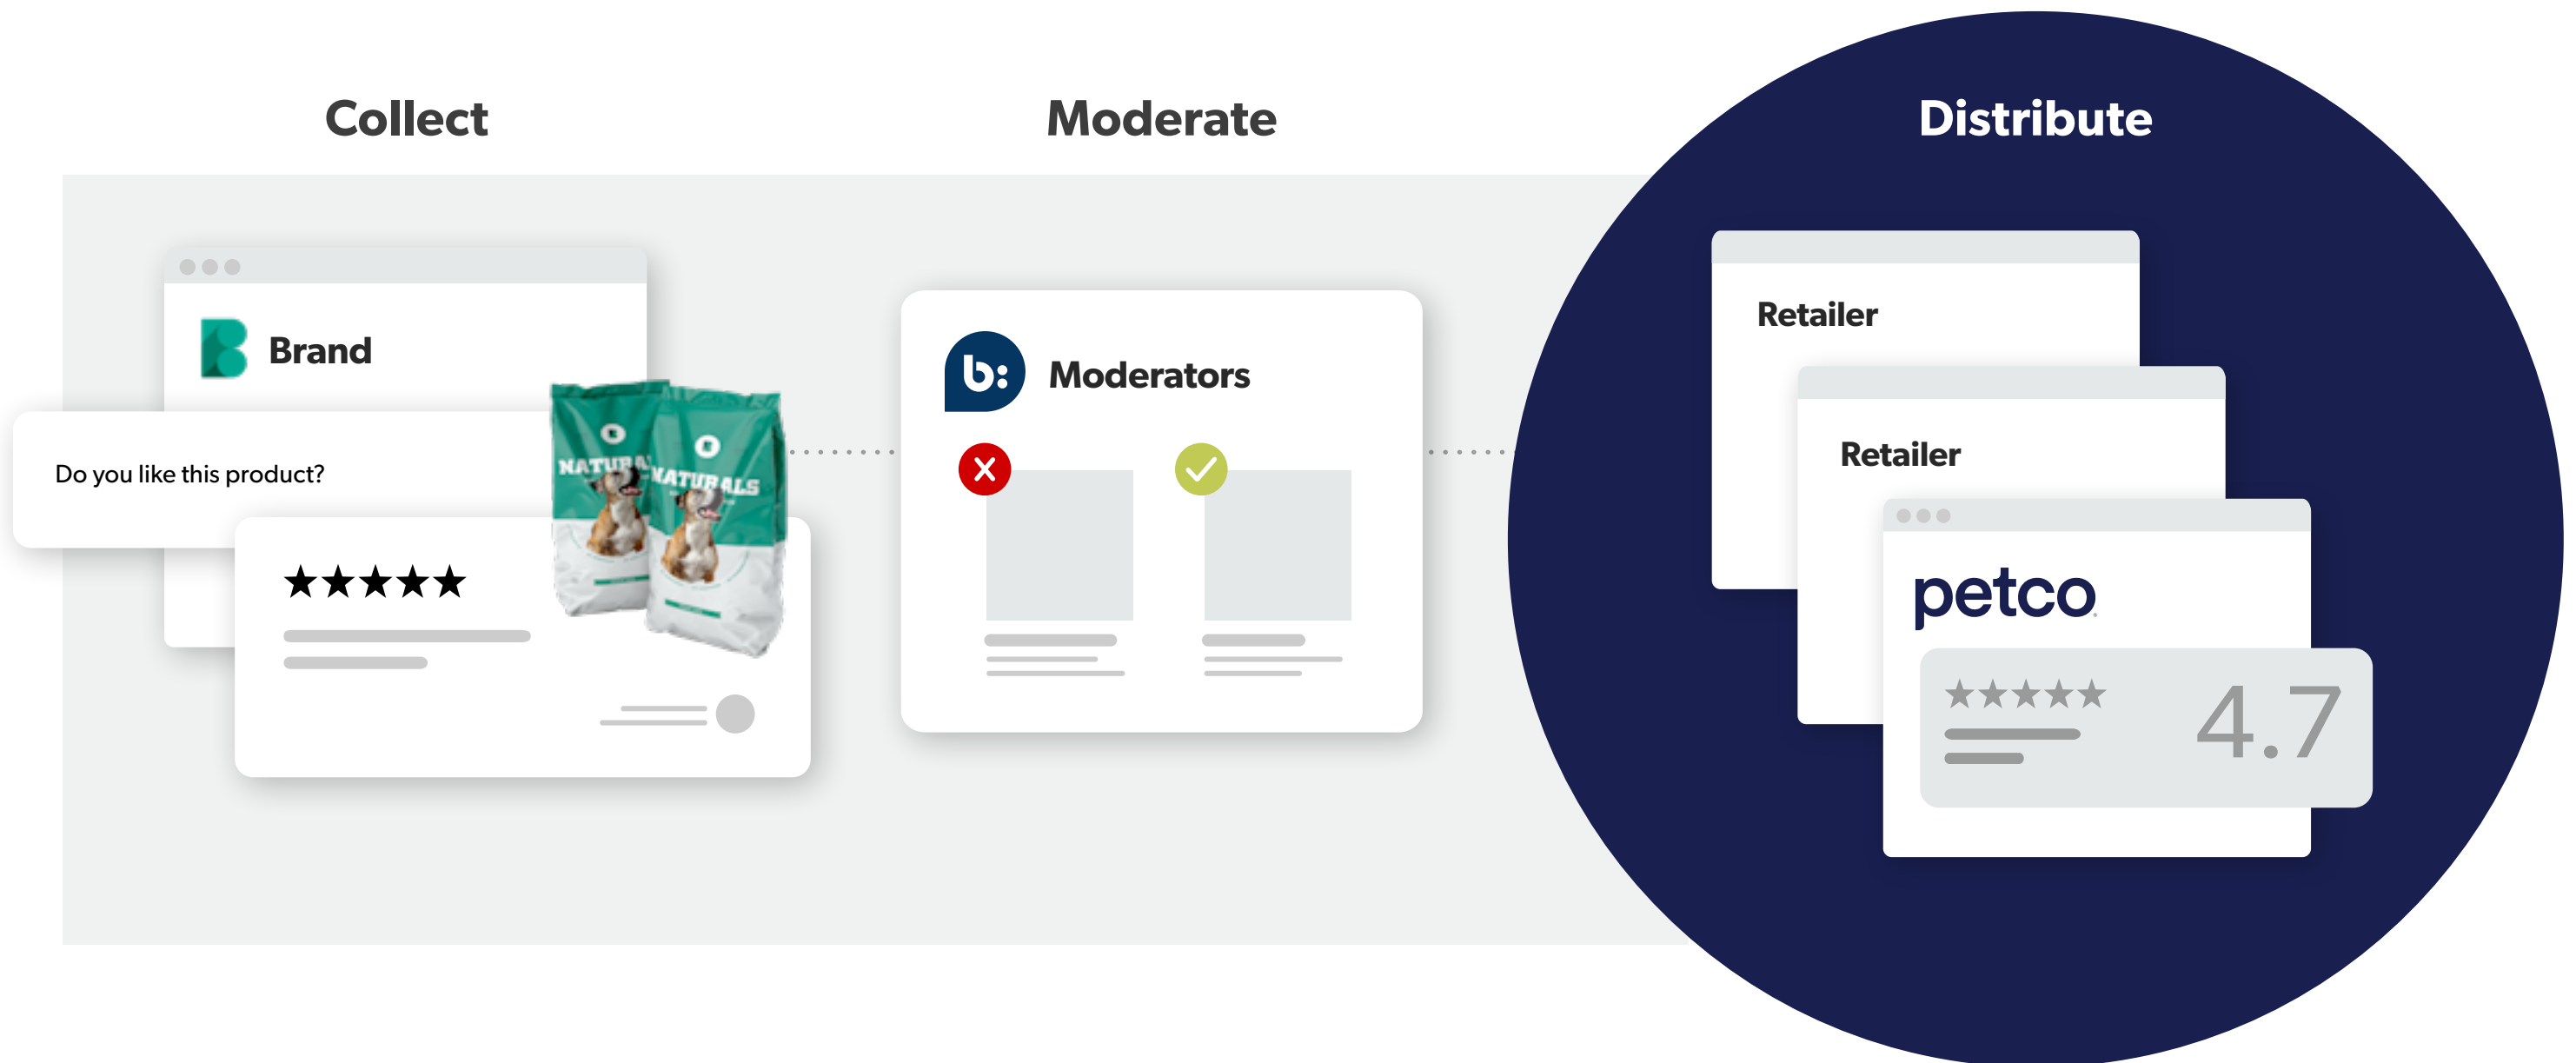 Collect
Moderate
Distribute
Brand
Do you like this product?
NATURALS
NATURALS
b:
Moderators
Retailer
Retailer
petco
4.7